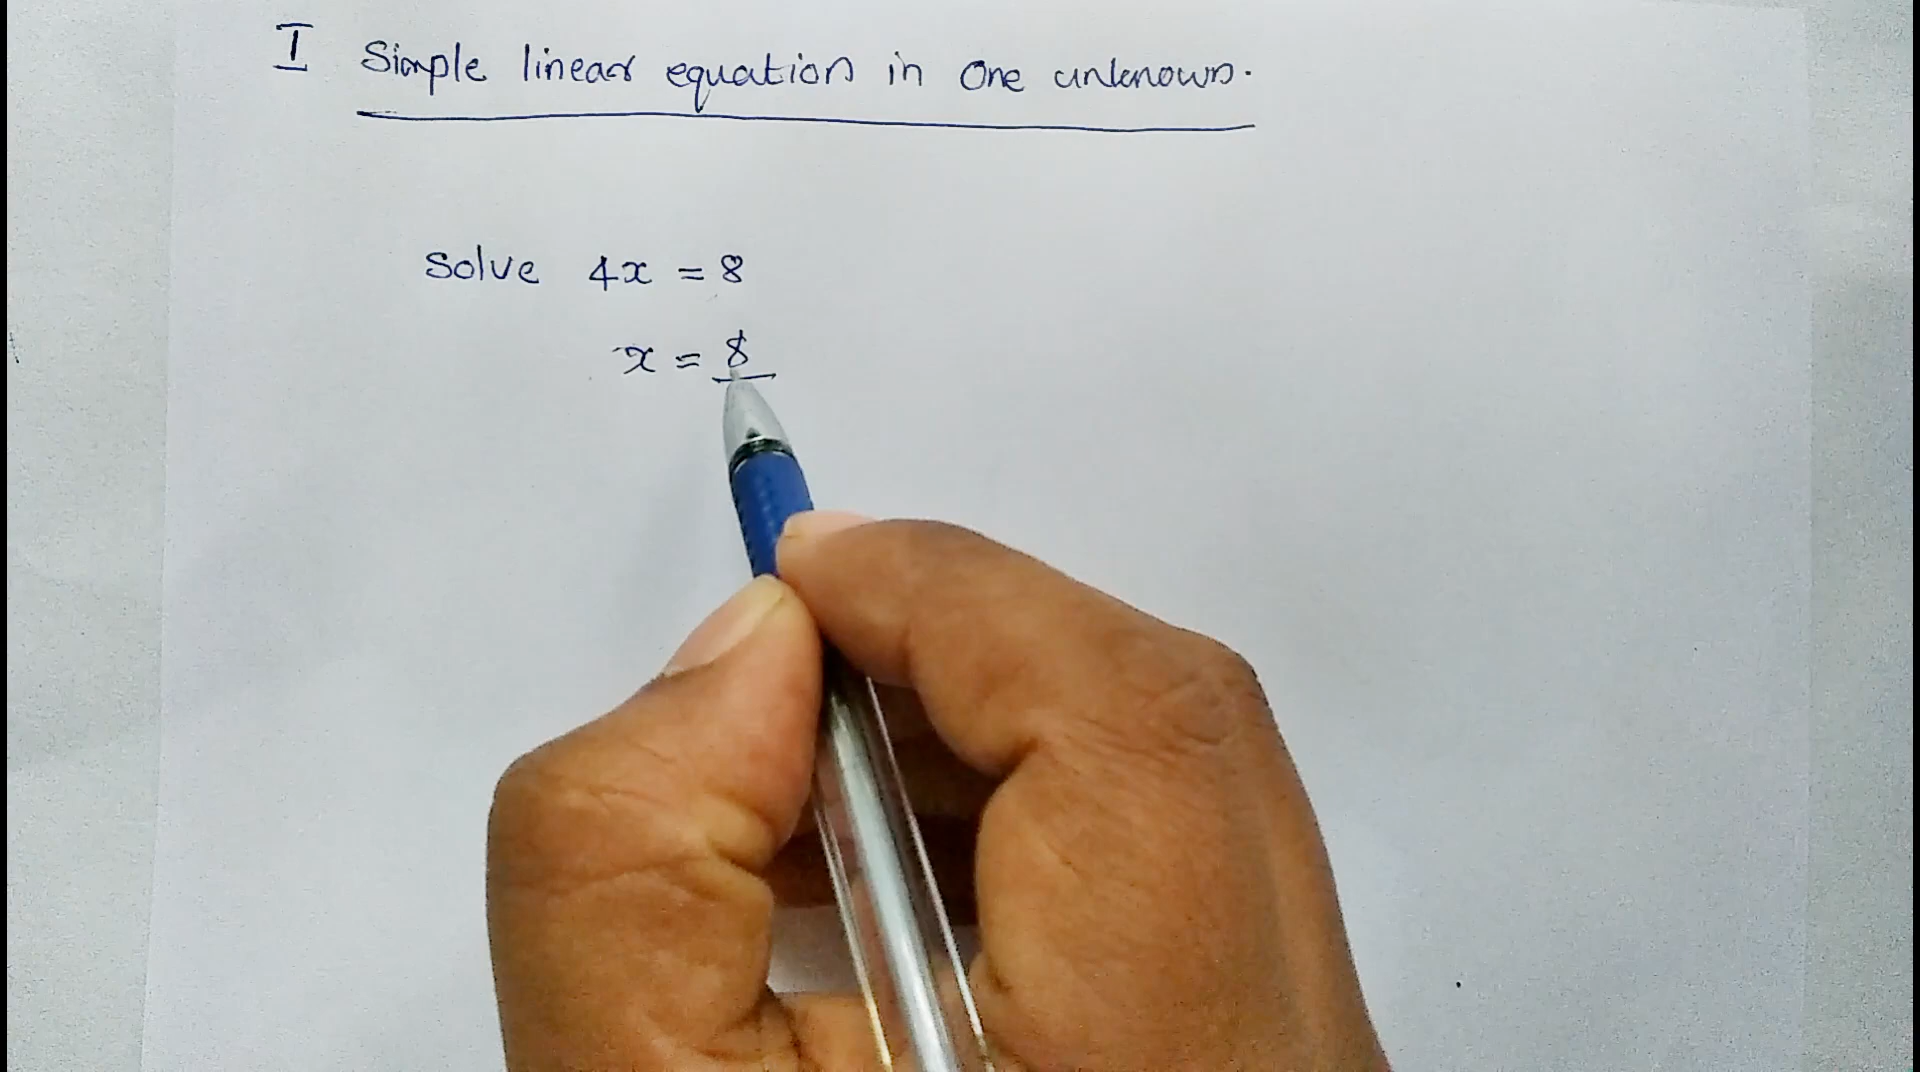 I Simple linear equation in one unknown.
Solve 4x = 8
x = 8